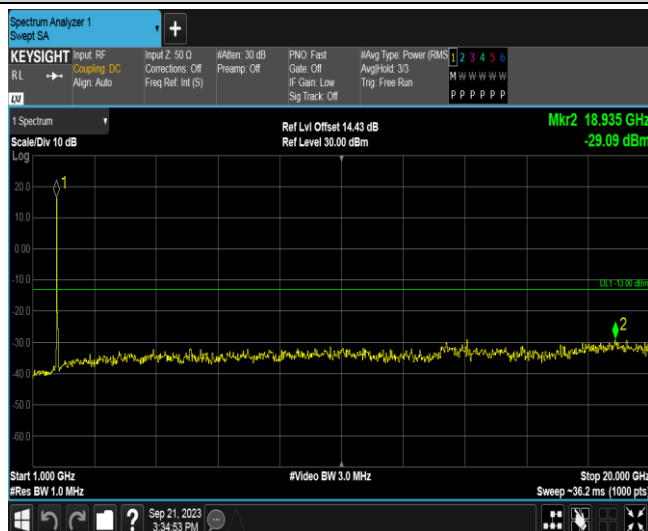 Spectrum Analyzer 1
Swept SA
+
KEYSIGHT
RL
LXI
Input: RF
Coupling: DC
Align: Auto
Input Z: 50 Ω
Corrections: Off
Freq Ref: Int (S)
#Atten: 30 dB
Preamp: Off
PNO: Fast
Gate: Off
IF Gain: Low
Sig Track: Off
#Avg Type: Power (RMS
Avg|Hold: 3/3
Trig: Free Run
1 2 3 4 5 6
M W W W W W
P P P P P P
1 Spectrum
Scale/Div 10 dB
Log
Ref Lvl Offset 14.43 dB
Ref Level 30.00 dBm
Mkr2 18.935 GHz
-29.09 dBm
20.0
10.0
0.00
-10.0
-20.0
-30.0
-40.0
-50.0
-60.0
1
DL1 -13.00 dBm
2
Start 1.000 GHz
#Res BW 1.0 MHz
#Video BW 3.0 MHz
Stop 20.000 GHz
Sweep ~36.2 ms (1000 pts)
?
Sep 21, 2023
3:34:53 PM